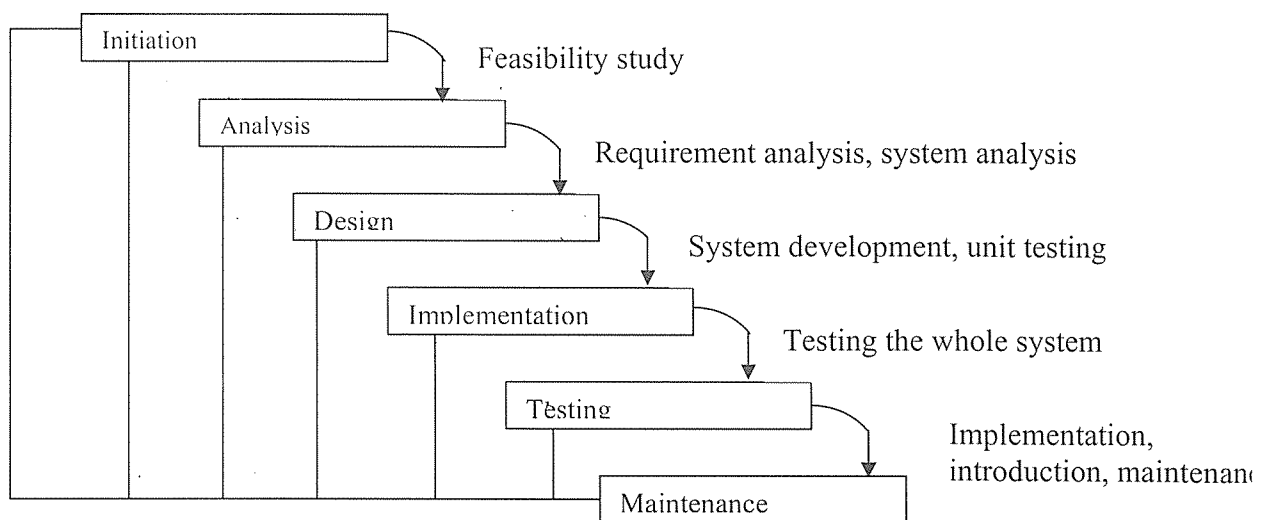 Initiation
Feasibility study
Analysis
Requirement analysis, system analysis
Design
System development, unit testing
Implementation
Testing the whole system
Testing
Implementation,
introduction, maintenan
Maintenance